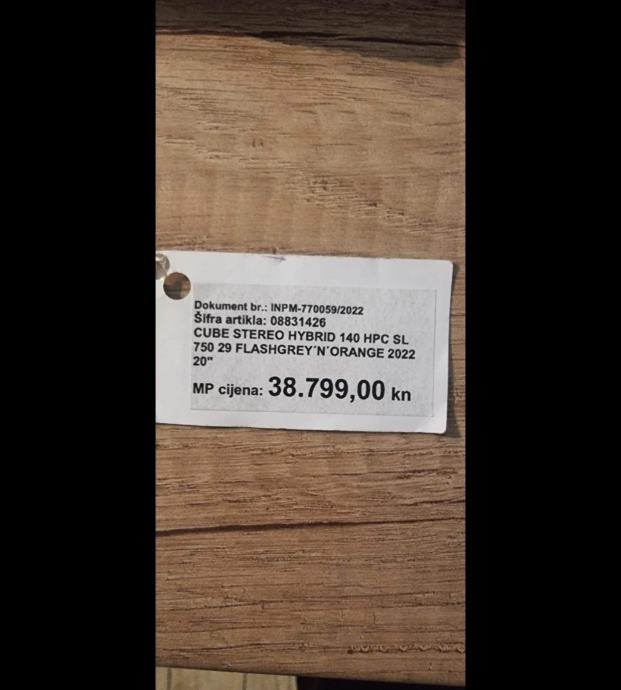 Dokument br.: INPM-770059/2022
Šifra artikla: 08831426
CUBE STEREO HYBRID 140 HPC SL
750 29 FLASHGREY´N´ORANGE 2022
20"
MP cijena: 38.799,00 kn